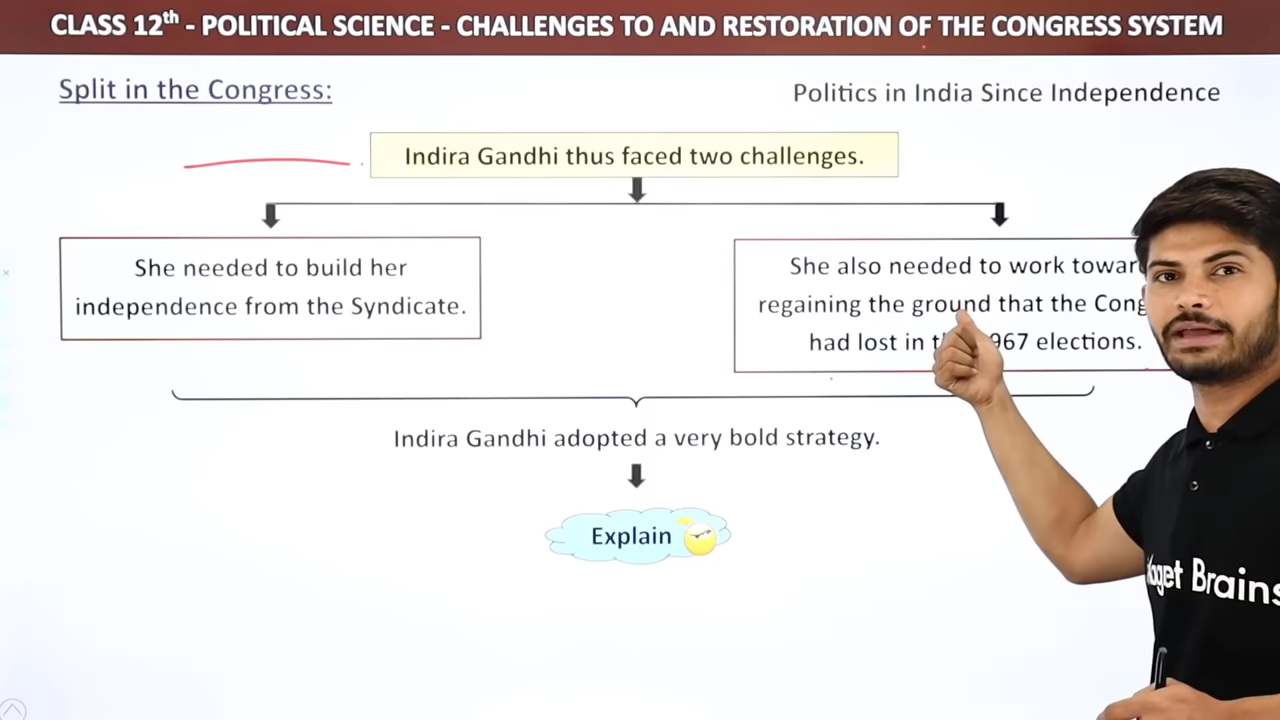 CLASS 12th - POLITICAL SCIENCE - CHALLENGES TO AND RESTORATION OF THE CONGRESS SYSTEM
Split in the Congress:
Politics in India Since Independence
Indira Gandhi thus faced two challenges.
She needed to build her
independence from the Syndicate.
She also needed to work
regaining the ground that the
had lost in 967 elections.
Indira Gandhi adopted a very bold strategy.
Explain
Brains